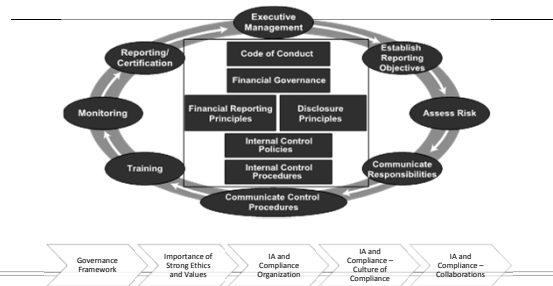 Executive
Management
Reporting/
Certification
Code of Conduct
Establish
Reporting
Objectives
Financial Governance
Monitoring
Financial Reporting
Principles
Disclosure
Principles
Assess Risk
Internal Control
Policies
Training
Internal Control
Procedures
Communicate
Responsibilities
Communicate Control
Procedures
Governance
Framework
Importance of
Strong Ethics
and Values
IA and
Compliance
Organization
IA and
Compliance –
Culture of
Compliance
IA and
Compliance –
Collaborations